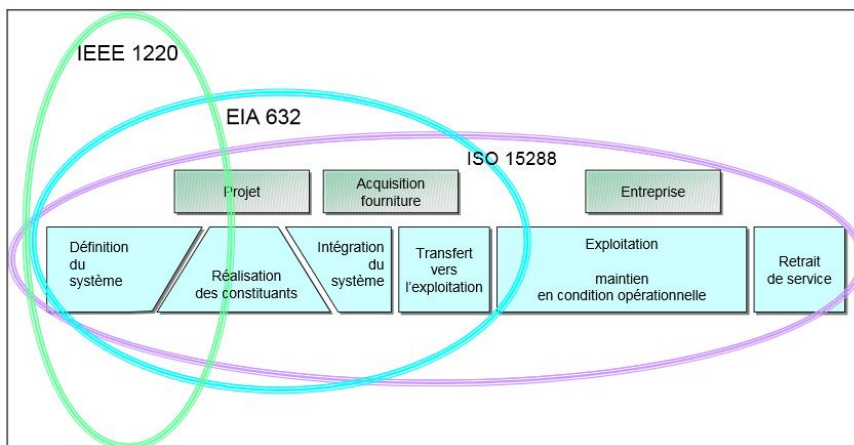 IEEE 1220
EIA 632
ISO 15288
Projet
Acquisition
fourniture
Entreprise
Définition
du
système
Réalisation
des constituants
Intégration
du
système
Transfert
vers
l'exploitation
Exploitation
maintien
en condition opérationnelle
Retrait
de service